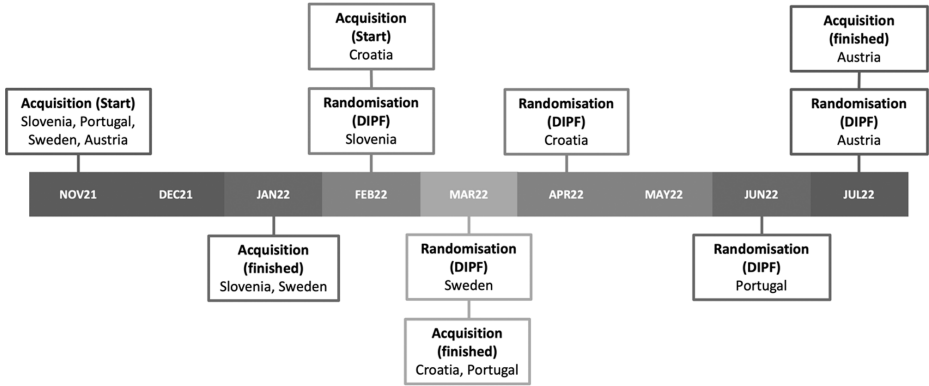 Acquisition
(Start)
Croatia
Acquisition
(finished)
Austria
Acquisition (Start)
Slovenia, Portugal,
Sweden, Austria
Randomisation
(DIPF)
Slovenia
Randomisation
(DIPF)
Croatia
Randomisation
(DIPF)
Austria
NOV21 DEC21 JAN22 FEB22 MAR22 APR22 MAY22 JUN22 JUL22
Acquisition
(finished)
Slovenia, Sweden
Randomisation
(DIPF)
Sweden
Randomisation
(DIPF)
Portugal
Acquisition
(finished)
Croatia, Portugal